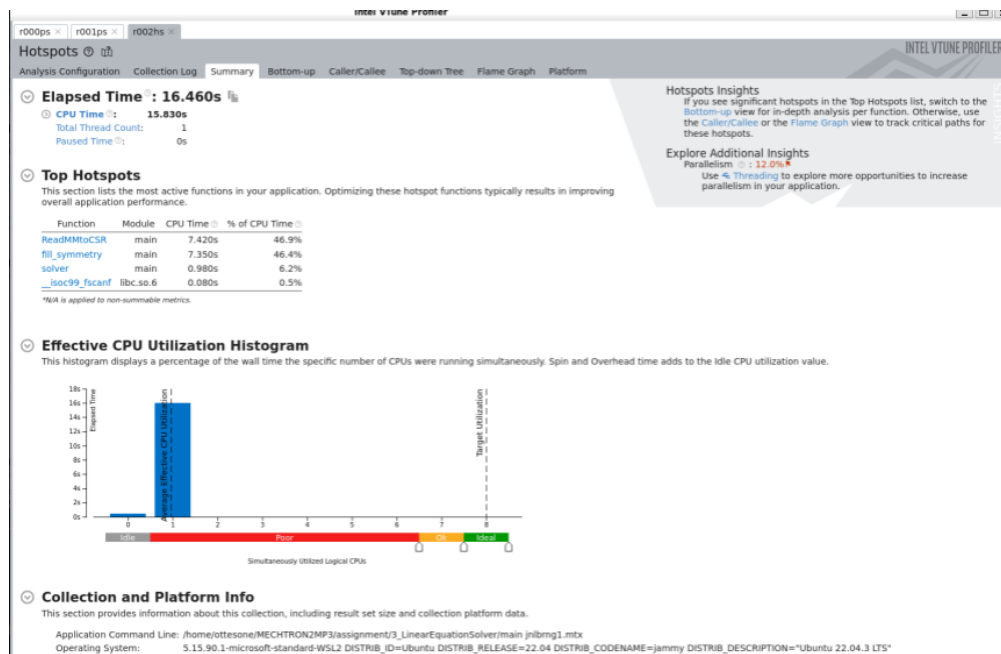 Intel VTune Profiler
r000ps × r001ps × r002hs ×
Hotspots
INTEL VTUNE PROFILER
Analysis Configuration Collection Log Summary Bottom-up Caller/Callee Top-down Tree Flame Graph Platform
Elapsed Time : 16.460s
CPU Time : 15.830s
Total Thread Count: 1
Paused Time : 0s
Hotspots Insights
If you see significant hotspots in the Top Hotspots list, switch to the
Bottom-up view for in-depth analysis per function. Otherwise, use
the Caller/Callee or the Flame Graph view to track critical paths for
these hotspots.
Explore Additional Insights
Parallelism : 12.0%
Use Threading to explore more opportunities to increase
parallelism in your application.
Top Hotspots
This section lists the most active functions in your application. Optimizing these hotspot functions typically results in improving
overall application performance.
Function Module CPU Time % of CPU Time
ReadMMtoCSR main 7.420s 46.9%
fill_symmetry main 7.350s 46.4%
solver main 0.980s 6.2%
__isoc99_fscanf libc.so.6 0.080s 0.5%
*N/A is applied to non-summable metrics.
Effective CPU Utilization Histogram
This histogram displays a percentage of the wall time the specific number of CPUs were running simultaneously. Spin and Overhead time adds to the Idle CPU utilization value.
Elapsed Time
18s
16s
14s
12s
10s
8s
6s
4s
2s
0s
Average Effective CPU Utilization
Target Utilization
0 1 2 3 4 5 6 7 8
Idle Poor Ok Ideal
Simultaneously Utilized Logical CPUs
Collection and Platform Info
This section provides information about this collection, including result set size and collection platform data.
Application Command Line: /home/ottesone/MECHTRON2MP3/assignment/3_LinearEquationSolver/main jnlbrng1.mtx
Operating System: 5.15.90.1-microsoft-standard-WSL2 DISTRIB_ID=Ubuntu DISTRIB_RELEASE=22.04 DISTRIB_CODENAME=jammy DISTRIB_DESCRIPTION="Ubuntu 22.04.3 LTS"